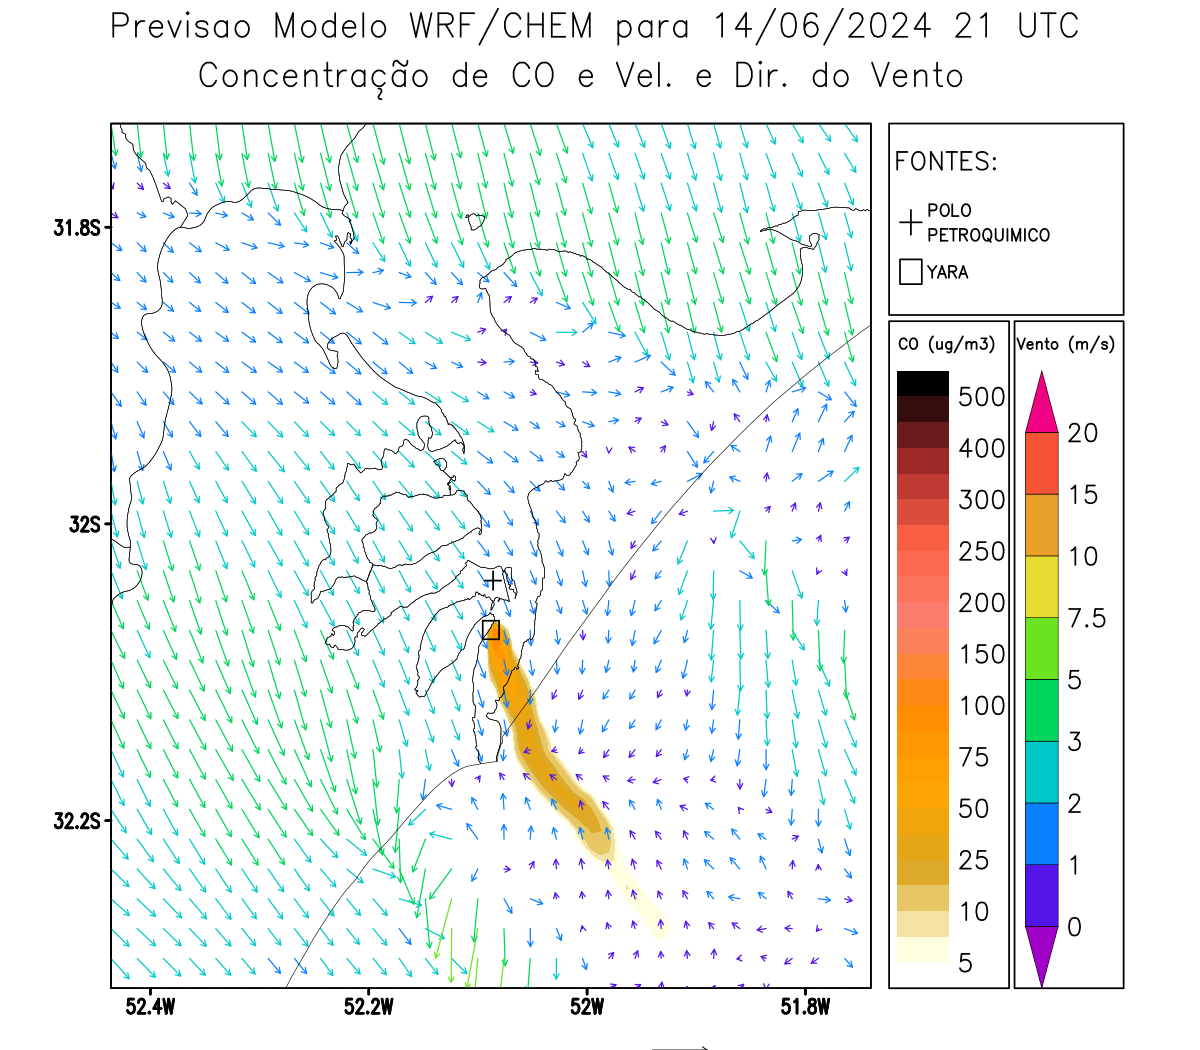 Previsao Modelo WRF/CHEM para 14/06/2024 21 UTC
Concentração de CO e Vel. e Dir. do Vento
FONTES:
POLO
PETROQUIMICO
YARA
CO (ug/m3)
500
400
300
250
200
150
100
75
50
25
10
5
Vento (m/s)
20
15
10
7.5
5
3
2
1
0
31.8S
32S
32.2S
52.4W
52.2W
52W
51.8W